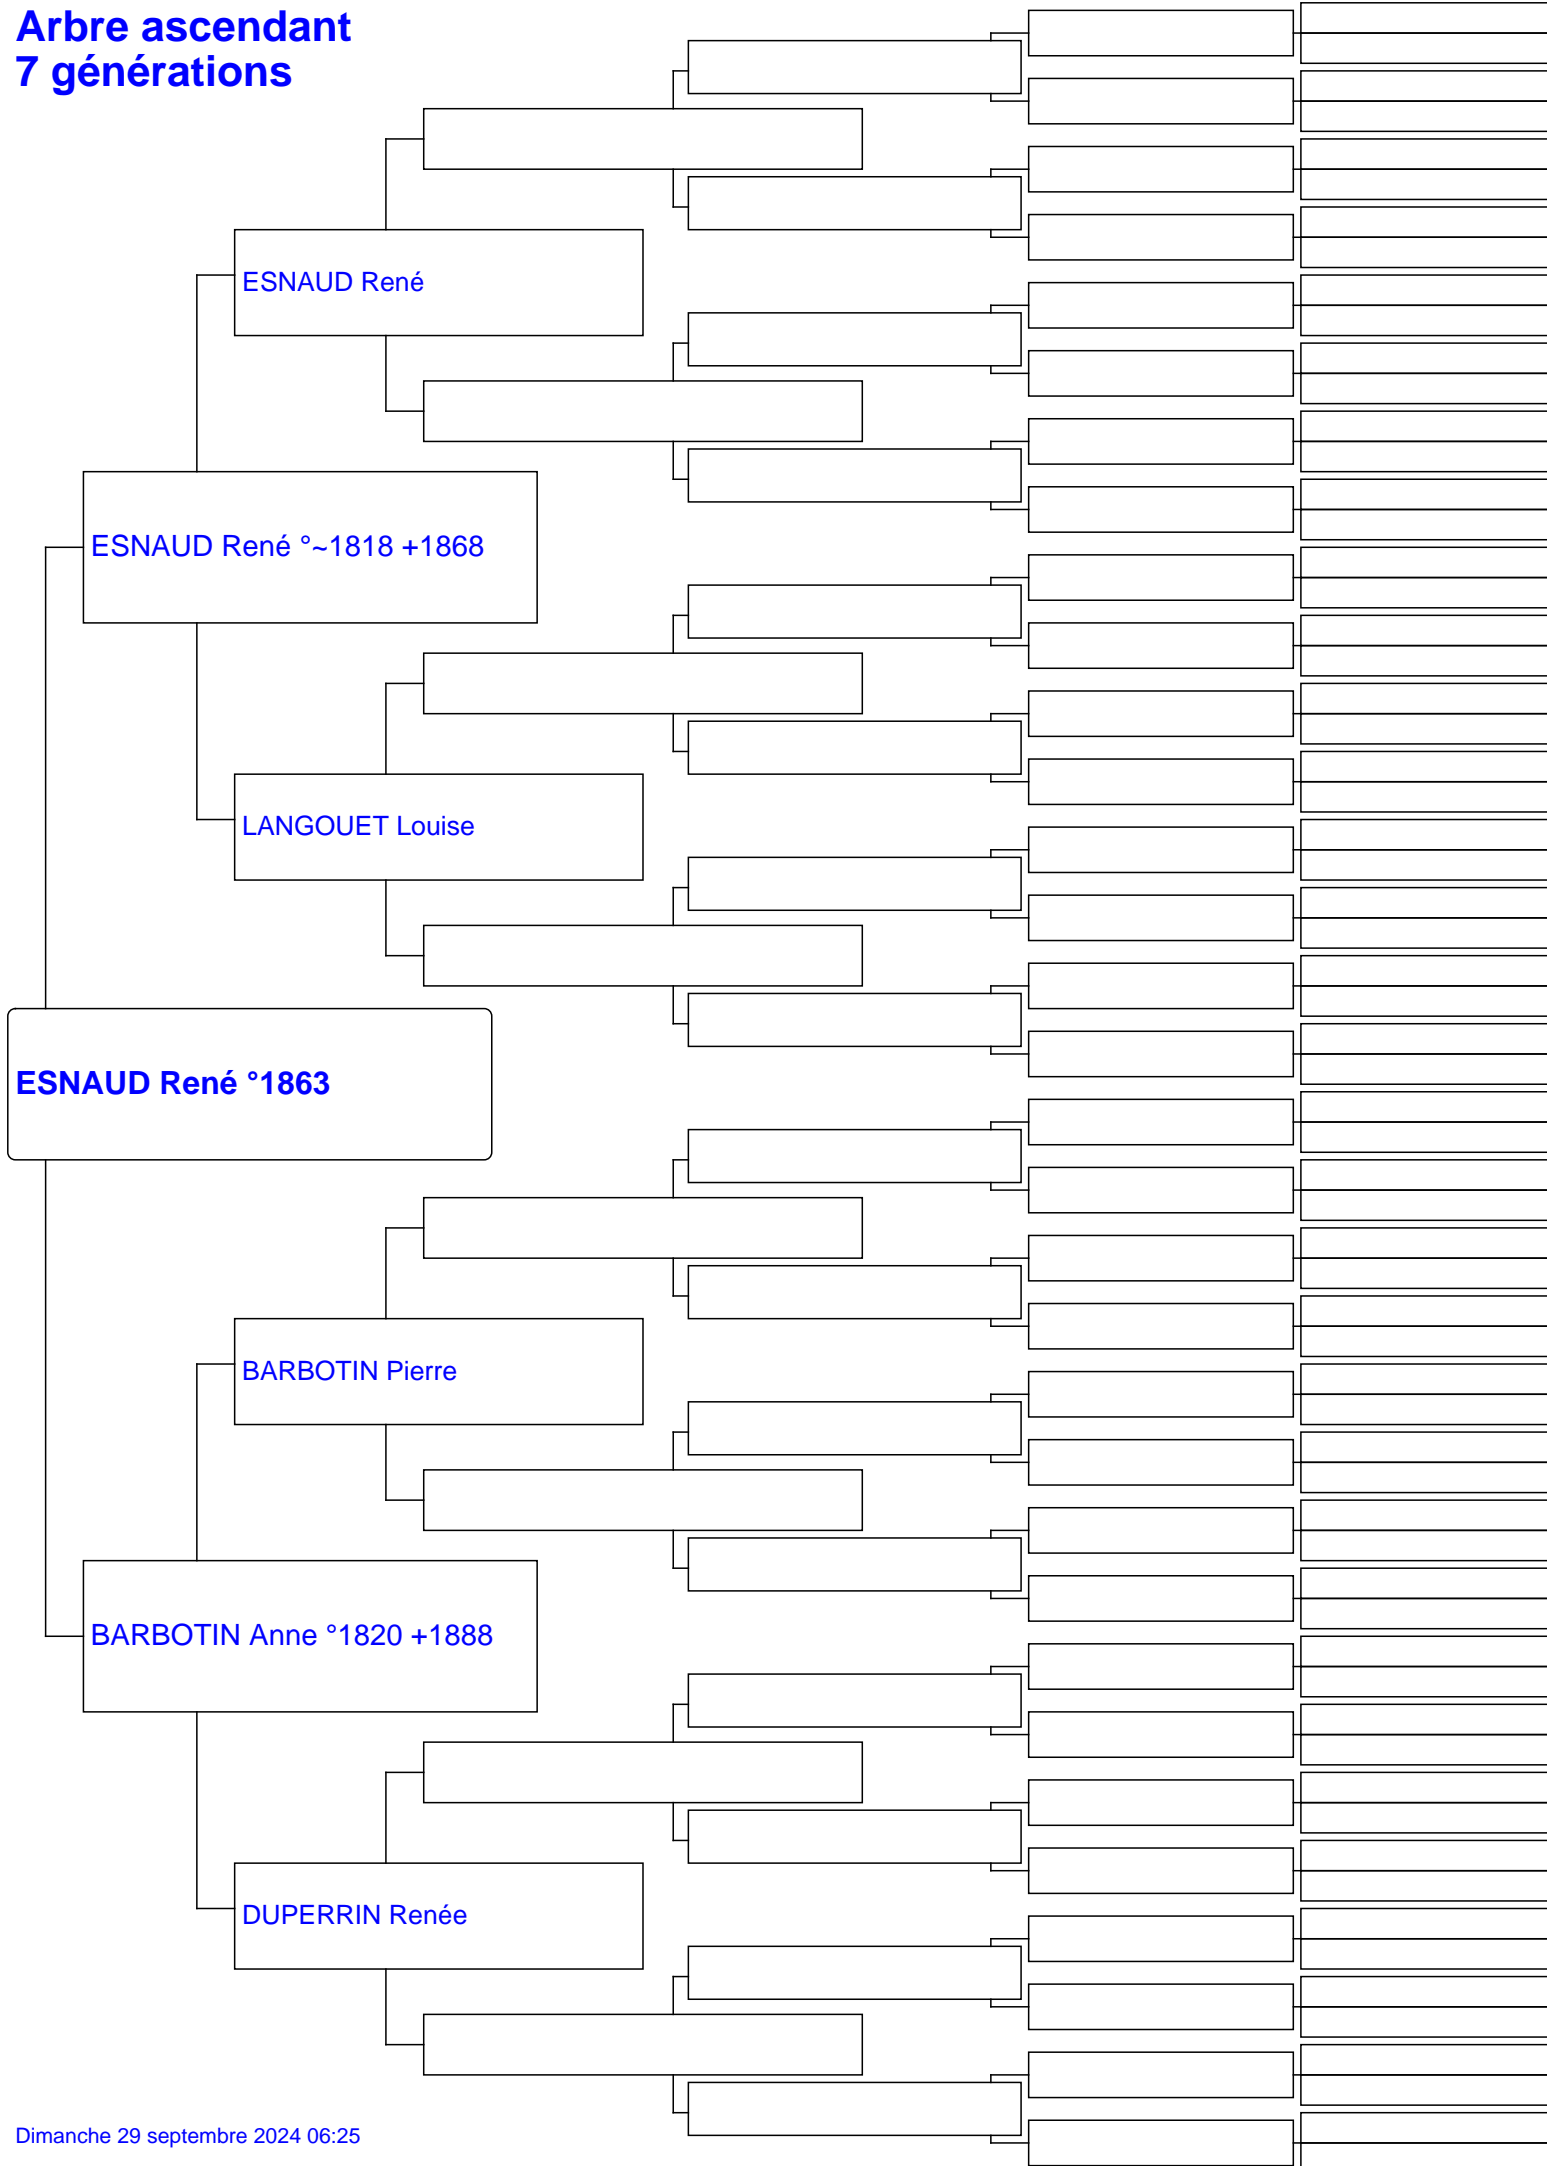 Arbre ascendant
7 générations
ESNAUD René
ESNAUD René °~1818 +1868
LANGOUET Louise
ESNAUD René °1863
BARBOTIN Pierre
BARBOTIN Anne °1820 +1888
DUPERRIN Renée
Dimanche 29 septembre 2024 06:25